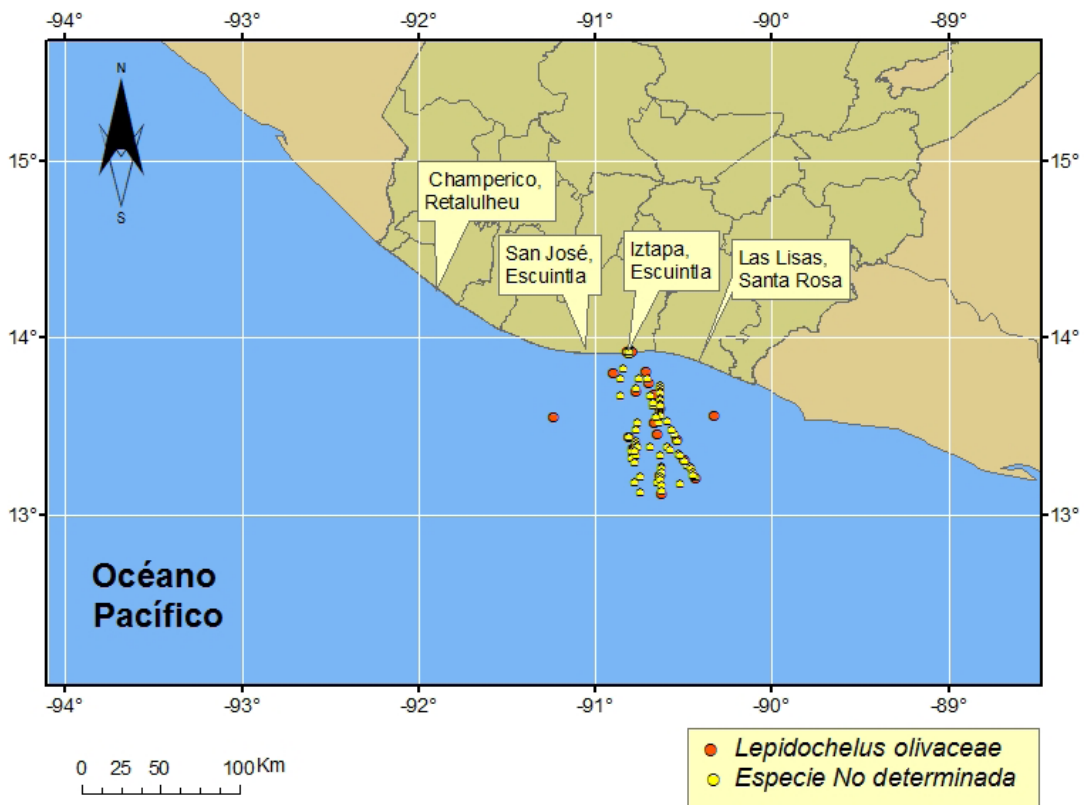 -94° -93° -92° -91° -90° -89°
N
S
15° 15°
Champerico,
Retalulheu
San José,
Escuintla
Iztapa,
Escuintla
Las Lisas,
Santa Rosa
14° 14°
13° 13°
Océano
Pacífico
-94° -93° -92° -91° -90° -89°
0 25 50 100 Km
Lepidochelus olivaceae
Especie No determinada